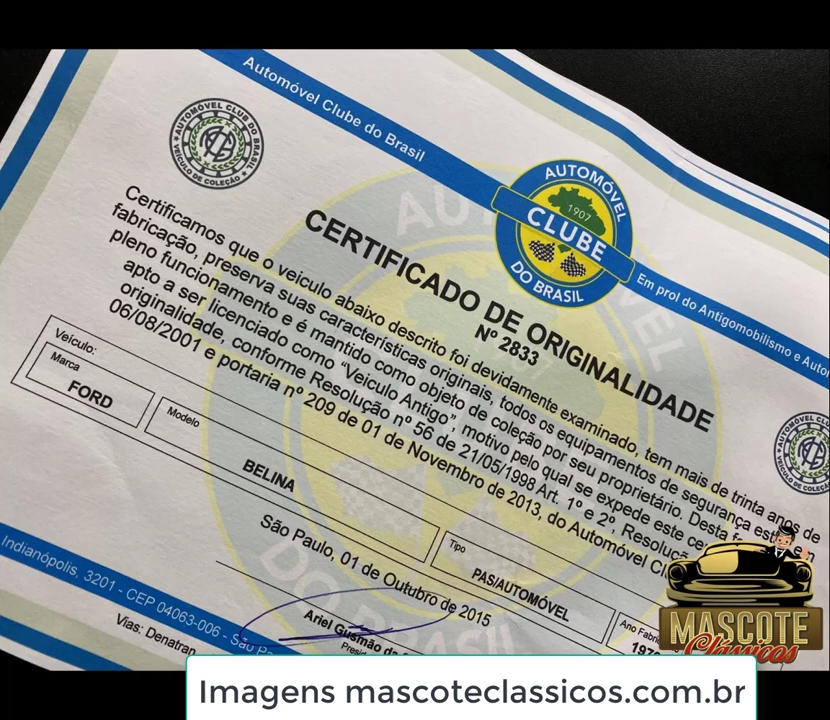 Automóvel Clube do Brasil
AUTOMÓVEL CLUB DO BRASIL
VEÍCULO DE COLEÇÃO
AUTOMÓVEL
1907
CLUBE
DO BRASIL
Em prol do Antigomobilismo e
CERTIFICADO DE ORIGINALIDADE
Nº 2833
Certificamos que o veículo abaixo descrito foi devidamente examinado, tem mais de trinta anos de
fabricação, preserva suas características originais, todos os equipamentos de segurança
pleno funcionamento e é mantido como objeto de coleção por seu proprietário. Desta
apto a ser licenciado como "Veículo Antigo", motivo pelo qual se expede este
originalidade, conforme Resolução nº 56 de 21/05/1998 Art. 1º e 2º,
06/08/2001 e portaria nº 209 de 01 de Novembro de 2013, do Automóvel
Veículo:
Marca
FORD
Modelo
BELINA
Tipo
PAS/AUTOMÓVEL
Ano
São Paulo, 01 de Outubro de 2015
Ariel Gusmão
Indianópolis, 3201 - CEP 04063-006 - São
Vias: Denatran
MASCOTE
Clássicos
Imagens mascoteclassicos.com.br